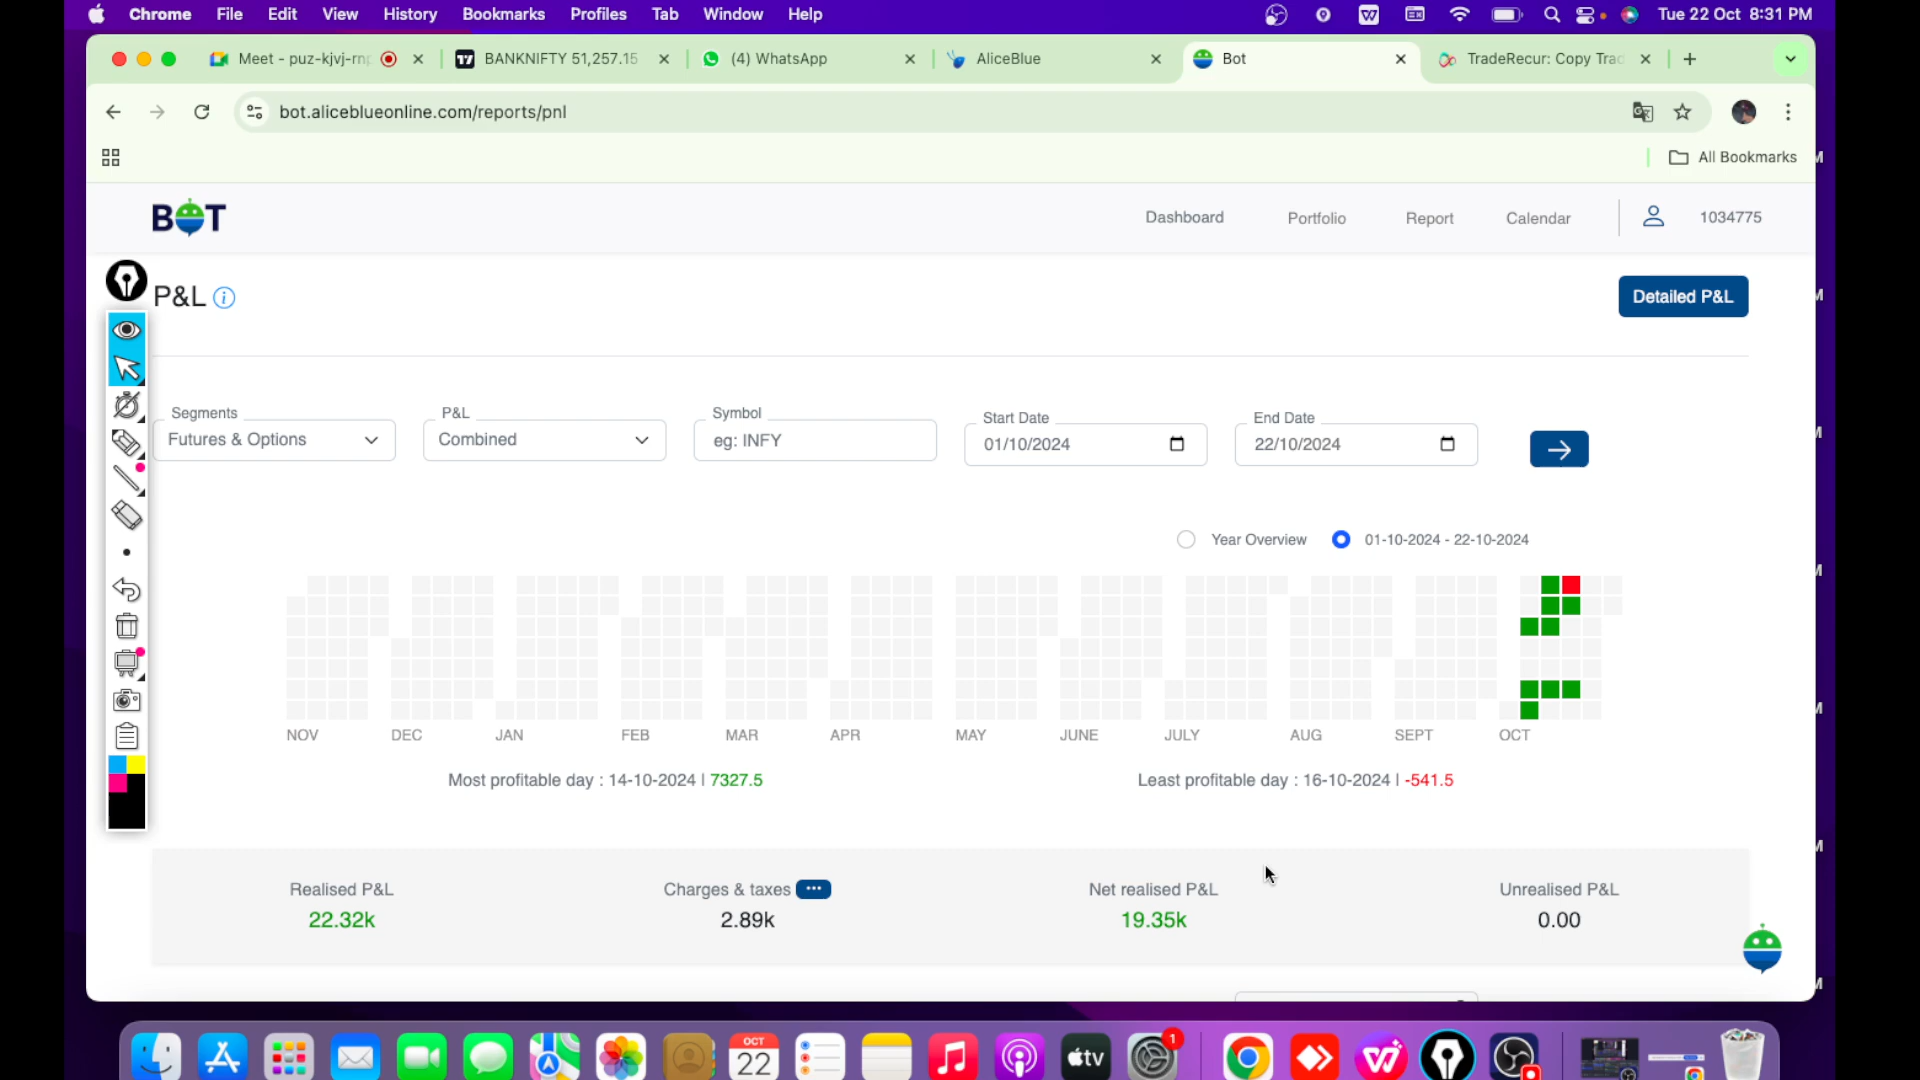 Chrome File Edit View History Bookmarks Profiles Tab Window Help Tue 22 Oct 8:31 PM
Meet - puz-kjvj-rnp BANKNIFTY 51,257.15 (4) WhatsApp AliceBlue Bot TradeRecur: Copy Trad
bot.aliceblueonline.com/reports/pnl
All Bookmarks
BOT Dashboard Portfolio Report Calendar 1034775
P&L Detailed P&L
Segments P&L Symbol Start Date End Date
Futures & Options Combined eg: INFY 01/10/2024 22/10/2024
Year Overview 01-10-2024 - 22-10-2024
NOV DEC JAN FEB MAR APR MAY JUNE JULY AUG SEPT OCT
Most profitable day : 14-10-2024 | 7327.5 Least profitable day : 16-10-2024 | -541.5
Realised P&L Charges & taxes Net realised P&L Unrealised P&L
22.32k 2.89k 19.35k 0.00
OCT
22
tv
1